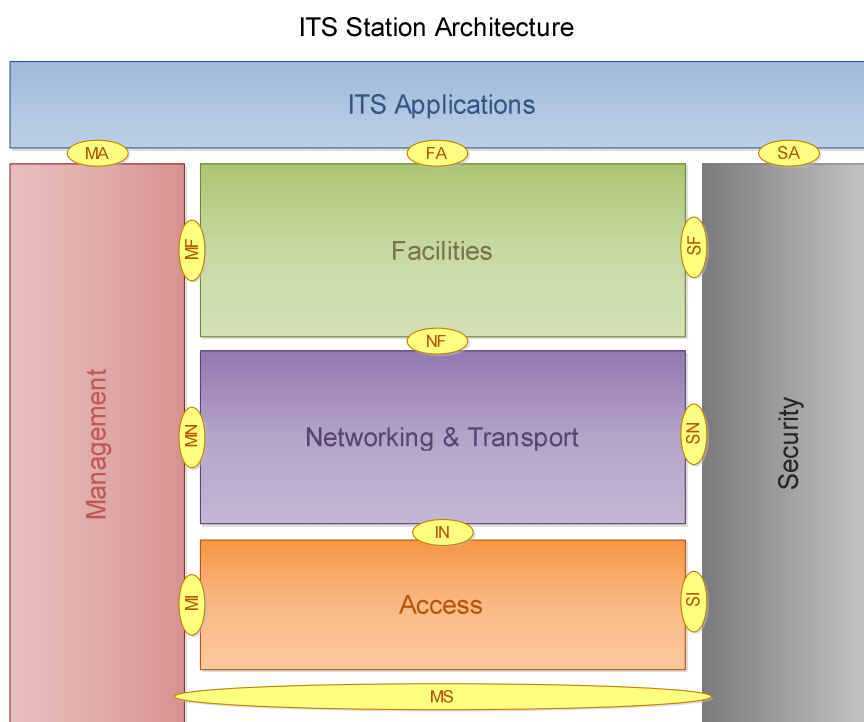 ITS Station Architecture
ITS Applications
MA
FA
SA
MF
Facilities
SF
NF
Management
MN
Networking & Transport
SN
Security
IN
MI
Access
SI
MS